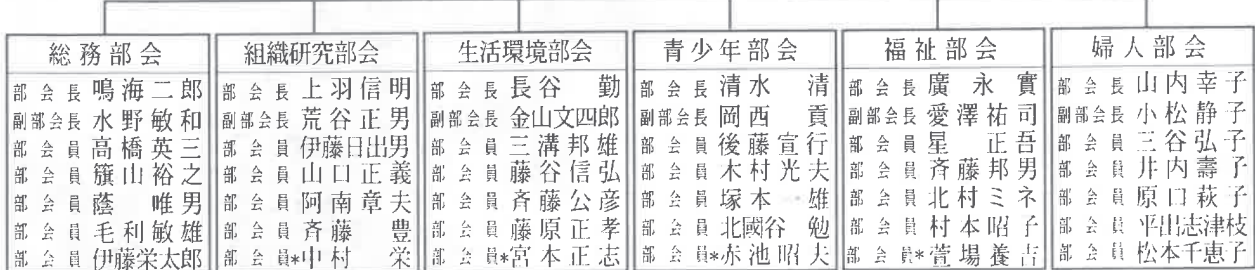 総務部会
部会長 鳴海二郎
副部会長 水野敏和
部会員 高橋英三
部会員 籏山裕之
部会員 蔭唯男
部会員 毛利敏雄
部会員 伊藤栄太郎
組織研究部会
部会長 上羽信明
副部会長 荒谷正男
部会員 伊藤日出男
部会員 山口正義
部会員 阿南章夫
部会員 斉藤豊
部会員*中村栄
生活環境部会
部会長 長谷勤
副部会長 金山文四郎
部会員 三溝邦雄
部会員 藤谷信弘
部会員 斉藤公彦
部会員 藤原正孝
部会員*宮本正志
青少年部会
部会長 清水清
副部会長 岡西貢
部会員 後藤宣行
部会員 木村光夫
部会員 塚本雄
部会員 北國谷勉
部会員*赤池昭夫
福祉部会
部会長 廣永實
副部会長 愛澤祐司
部会員 星正吾
部会員 斉藤邦男
部会員 北村ミネ
部会員 村本昭子
部会員*菅場養吉
婦人部会
部会長 山内幸子
副部会長 小松静子
部会員 三谷弘子
部会員 井内壽子
部会員 原口萩子
部会員 平出志津枝
部会員 松本千恵子